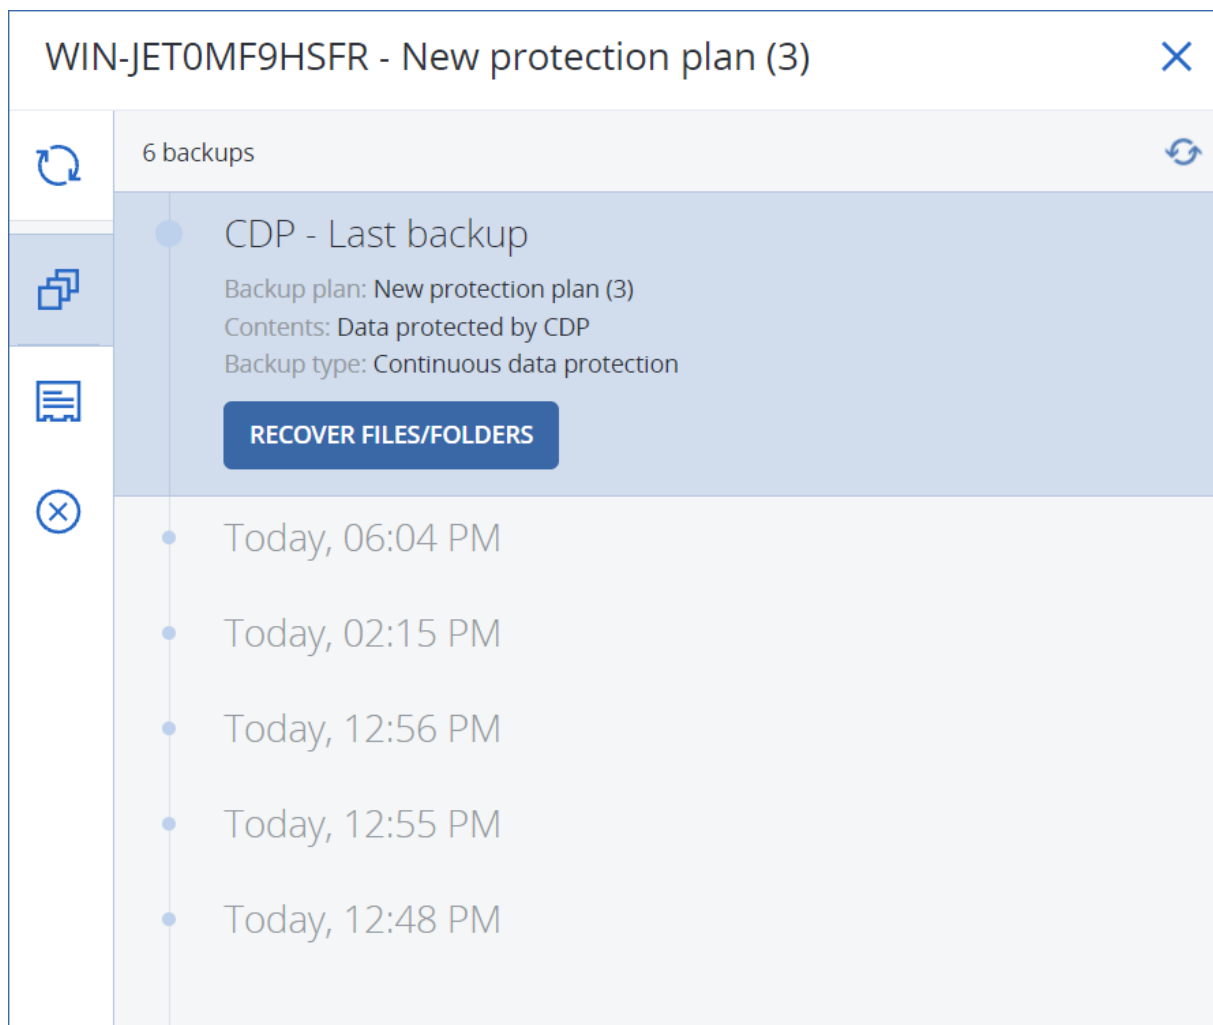 WIN-JET0MF9HSFR - New protection plan (3)
6 backups
CDP - Last backup
Backup plan: New protection plan (3)
Contents: Data protected by CDP
Backup type: Continuous data protection
RECOVER FILES/FOLDERS
Today, 06:04 PM
Today, 02:15 PM
Today, 12:56 PM
Today, 12:55 PM
Today, 12:48 PM